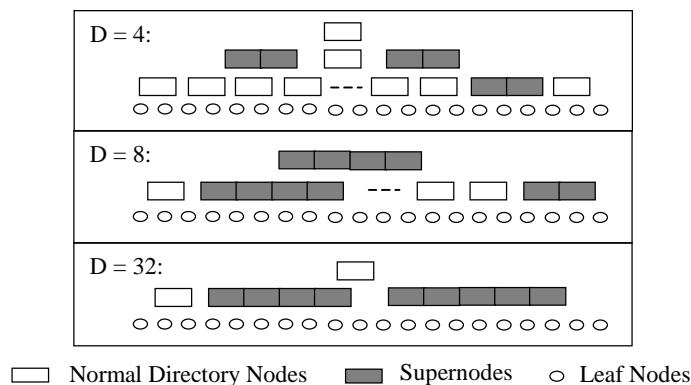 D = 4:
D = 8:
D = 32:
Normal Directory Nodes Supernodes Leaf Nodes